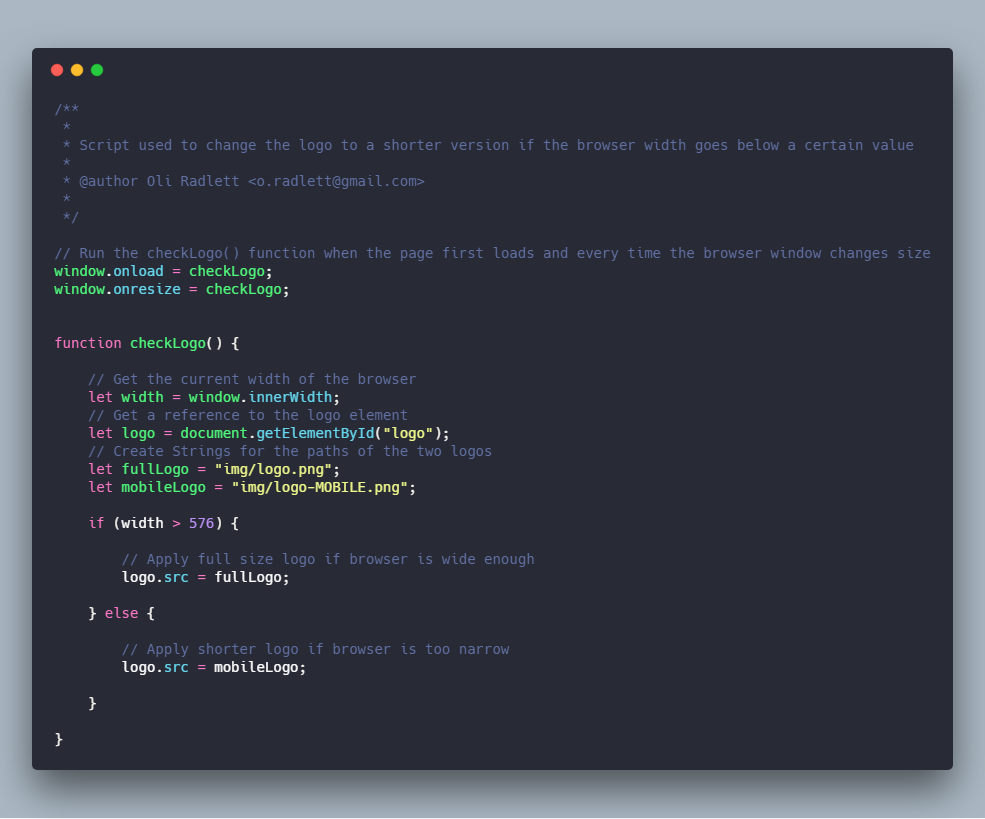 /**
 *
 * Script used to change the logo to a shorter version if the browser width goes below a certain value
 *
 * @author Oli Radlett <o.radlett@gmail.com>
 *
 */
// Run the checkLogo() function when the page first loads and every time the browser window changes size
window.onload = checkLogo;
window.onresize = checkLogo;
function checkLogo() {
    // Get the current width of the browser
    let width = window.innerWidth;
    // Get a reference to the logo element
    let logo = document.getElementById("logo");
    // Create Strings for the paths of the two logos
    let fullLogo = "img/logo.png";
    let mobileLogo = "img/logo-MOBILE.png";
    if (width > 576) {
        // Apply full size logo if browser is wide enough
        logo.src = fullLogo;
    } else {
        // Apply shorter logo if browser is too narrow
        logo.src = mobileLogo;
    }
}